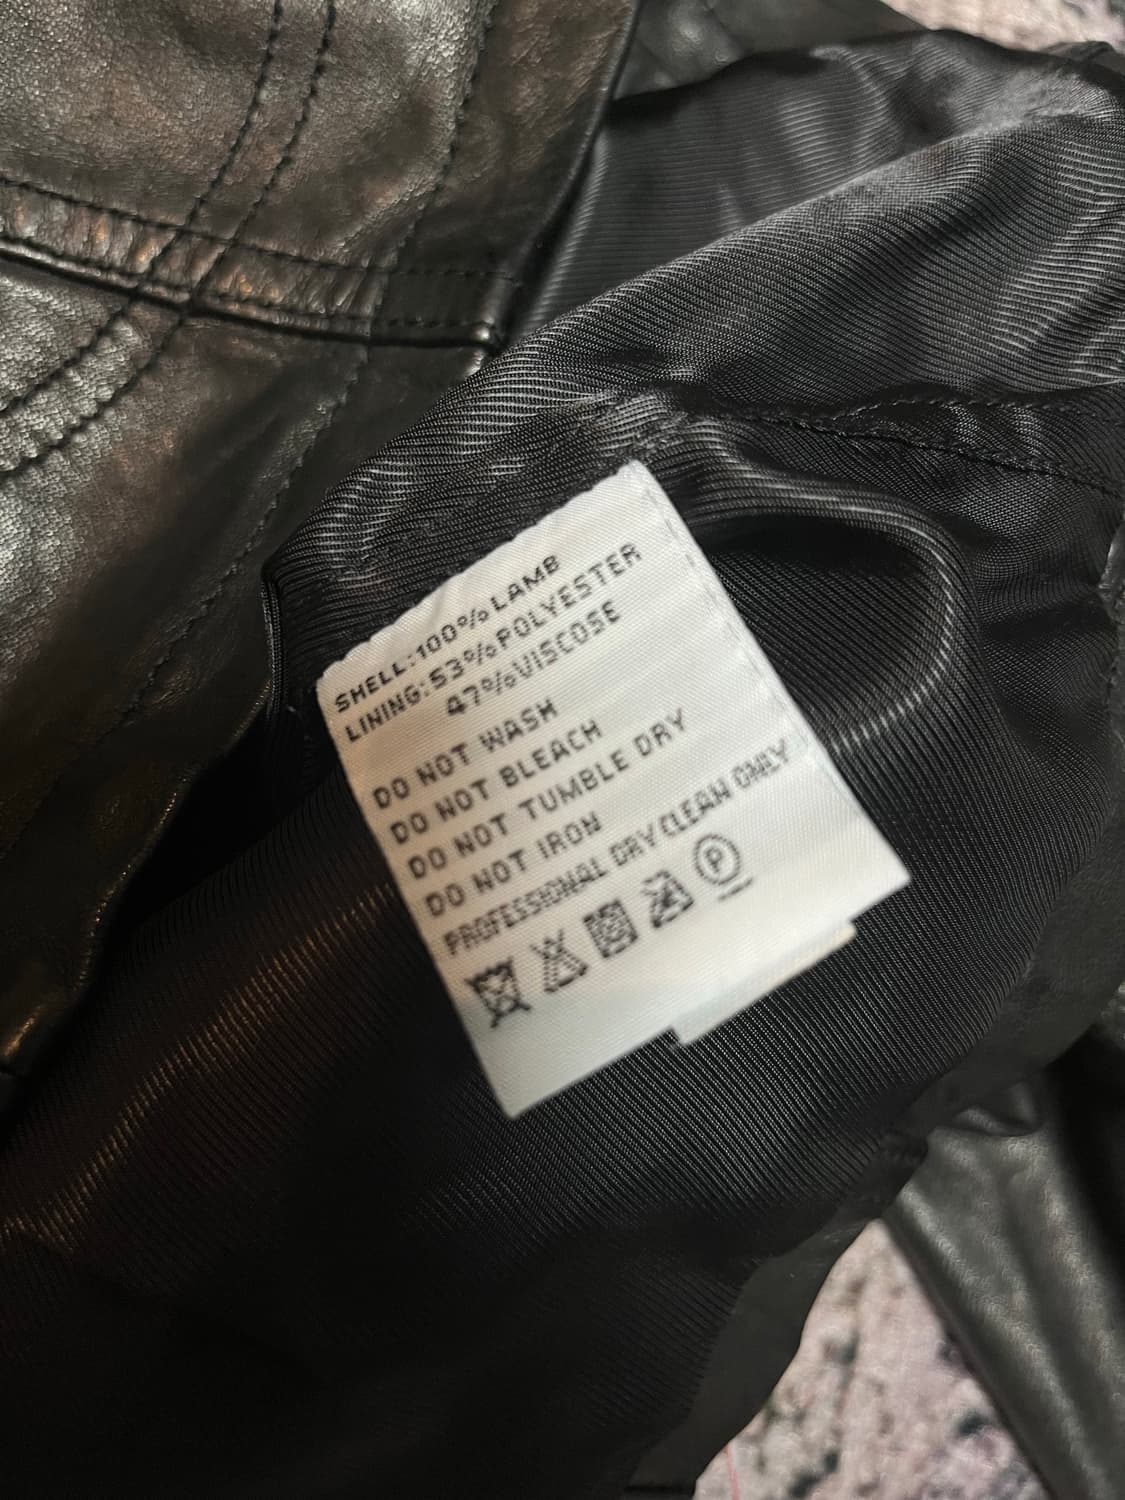 SHELL:100%LAMB
LINING:53%POLYESTER
47%VISCOSE
DO NOT WASH
DO NOT BLEACH
DO NOT TUMBLE DRY
DO NOT IRON
PROFESSIONAL DRYCLEAN ONLY
P